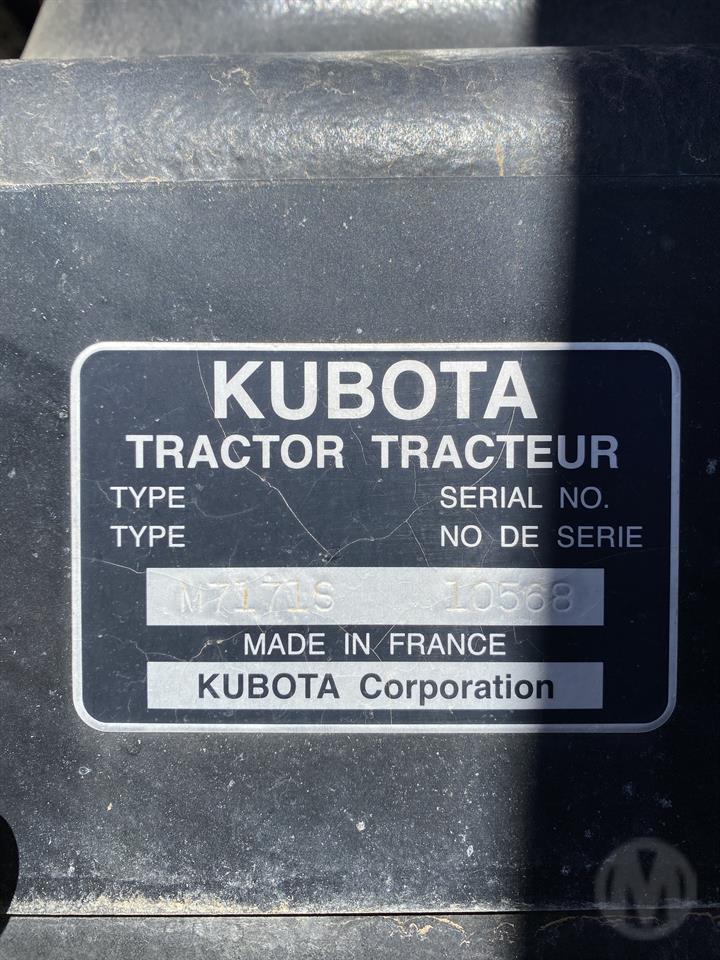 KUBOTA
TRACTOR TRACTEUR
TYPE SERIAL NO.
TYPE NO DE SERIE
M7171S 10568
MADE IN FRANCE
KUBOTA Corporation
M